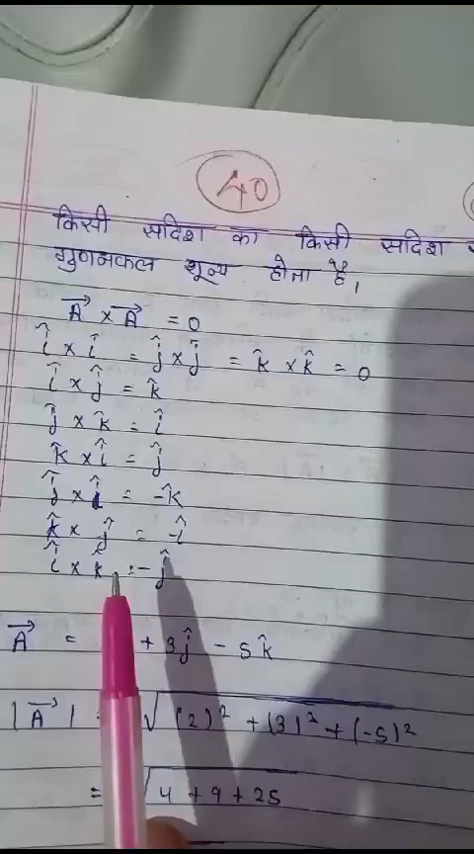 40
किसी सदिश का किसी सदिश
गुणनफल शून्य होता है,
A⃗ × A⃗ = 0
î × î = ĵ × ĵ = k̂ × k̂ = 0
î × ĵ = k̂
ĵ × k̂ = î
k̂ × î = ĵ
ĵ × î = -k̂
k̂ × ĵ = -î
î × k̂ = -ĵ
A⃗ = + 3ĵ - 5k̂
|A⃗| = √(2)² + (3)² + (-5)²
= √4 + 9 + 25